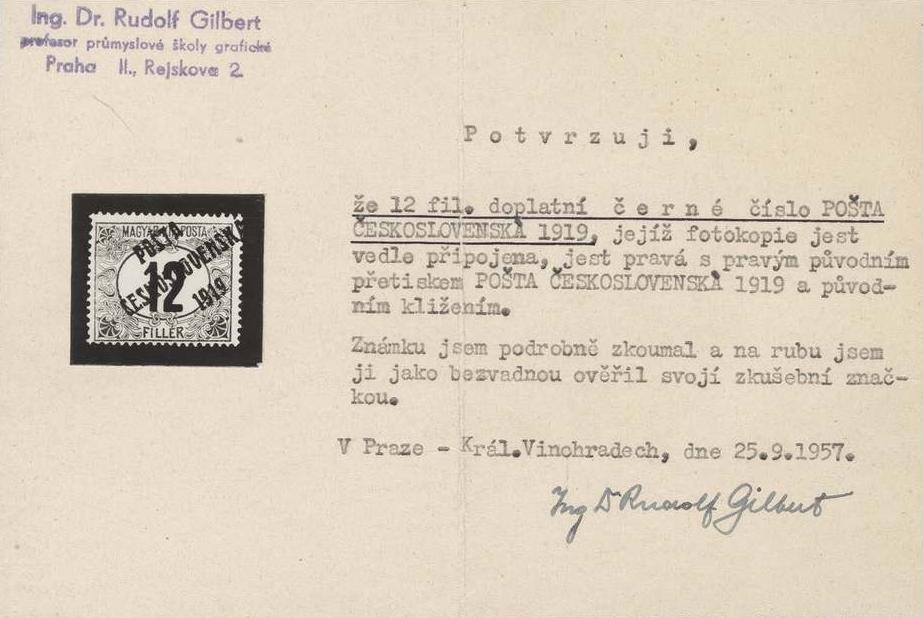 Ing. Dr. Rudolf Gilbert
profesor průmyslové školy grafické
Praha II., Rejskova 2.
Potvrzuji,
že 12 fil. doplatní černé číslo POŠTA
ČESKOSLOVENSKÁ 1919, jejíž fotokopie jest
vedle připojena, jest pravá s pravým původním
přetiskem POŠTA ČESKOSLOVENSKÁ 1919 a původ-
ním klížením.
Známku jsem podrobně zkoumal a na rubu jsem
ji jako bezvadnou ověřil svojí zkušební znač-
kou.
V Praze - Král.Vinohradech, dne 25.9.1957.
Ing Dr Rudolf Gilbert
MAGYAR KIR. POSTA
POŠTA
ČESKOSLOVENSKÁ
1919
12
FILLÉR